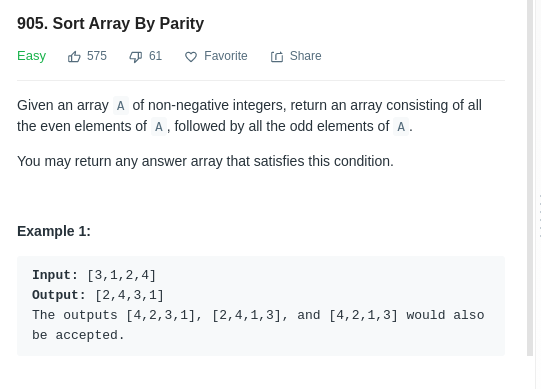 905. Sort Array By Parity
Easy 575 61 Favorite Share
Given an array A of non-negative integers, return an array consisting of all
the even elements of A, followed by all the odd elements of A.
You may return any answer array that satisfies this condition.
Example 1:
Input: [3,1,2,4]
Output: [2,4,3,1]
The outputs [4,2,3,1], [2,4,1,3], and [4,2,1,3] would also
be accepted.